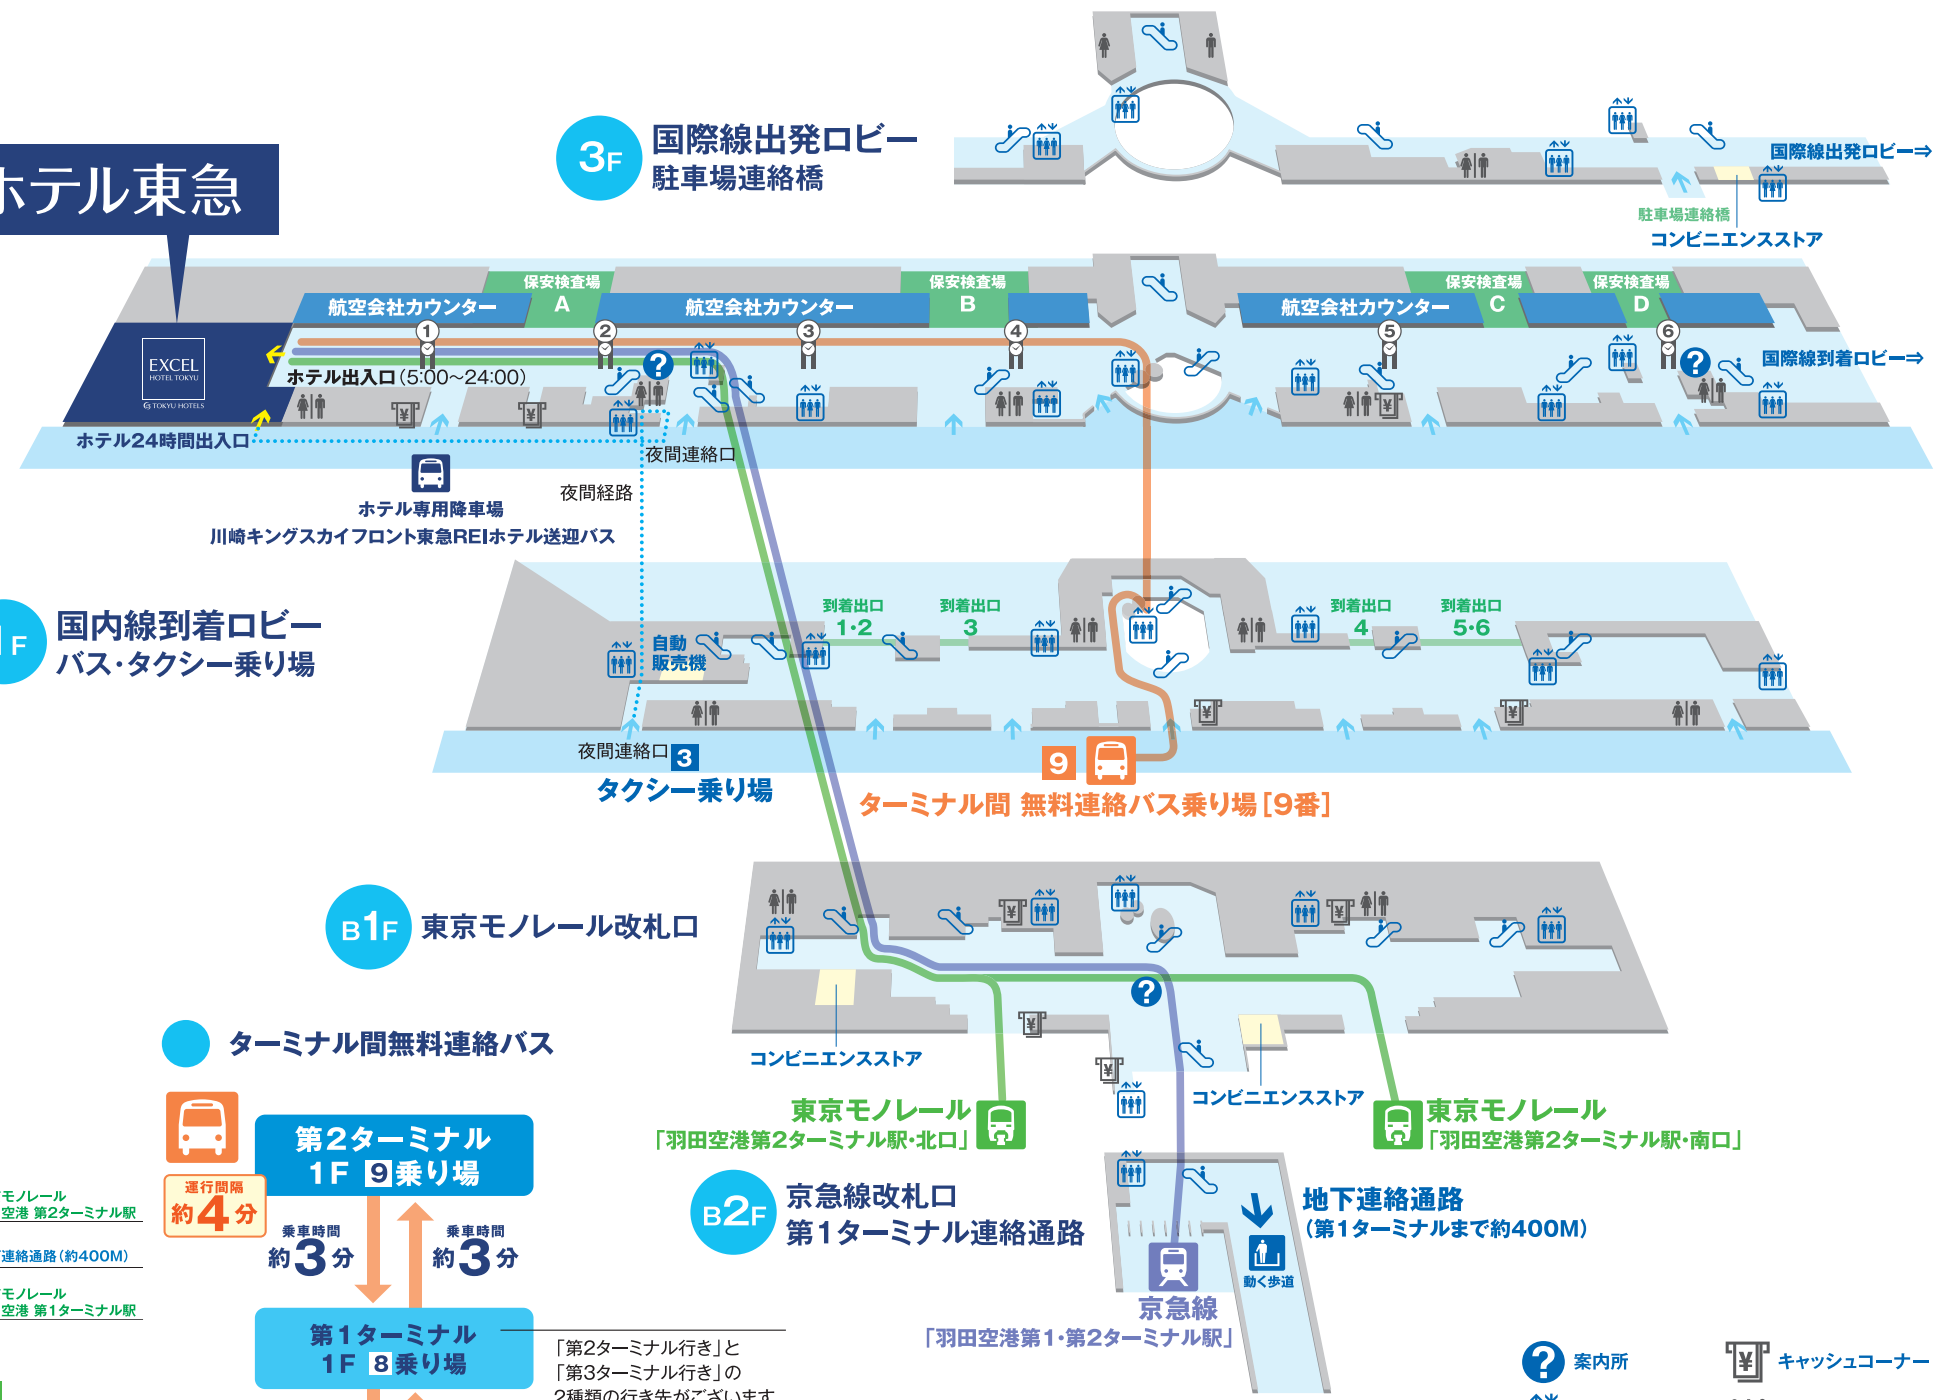 3F
国際線出発ロビー
駐車場連絡橋
国際線出発ロビー⇒
駐車場連絡橋
コンビニエンスストア
ホテル東急
保安検査場
A
保安検査場
B
保安検査場
C
保安検査場
D
航空会社カウンター
航空会社カウンター
航空会社カウンター
1
2
3
4
5
6
EXCEL
HOTEL TOKYU
TOKYU HOTELS
ホテル出入口(5:00〜24:00)
?
?
国際線到着ロビー⇒
¥
¥
¥
ホテル24時間出入口
夜間連絡口
夜間経路
ホテル専用降車場
川崎キングスカイフロント東急REIホテル送迎バス
1F
国内線到着ロビー
バス・タクシー乗り場
到着出口
1・2
到着出口
3
到着出口
4
到着出口
5・6
自動
販売機
¥
¥
夜間連絡口
3
タクシー乗り場
9
ターミナル間 無料連絡バス乗り場[9番]
B1F
東京モノレール改札口
¥
¥
?
¥
¥
コンビニエンスストア
コンビニエンスストア
東京モノレール
「羽田空港第2ターミナル駅・北口」
東京モノレール
「羽田空港第2ターミナル駅・南口」
B2F
京急線改札口
第1ターミナル連絡通路
地下連絡通路
(第1ターミナルまで約400M)
動く歩道
京急線
「羽田空港第1・第2ターミナル駅」
ターミナル間無料連絡バス
第2ターミナル
1F 9 乗り場
運行間隔
約4分
乗車時間
約3分
乗車時間
約3分
第1ターミナル
1F 8 乗り場
「第2ターミナル行き」と
「第3ターミナル行き」の
2種類の行き先がございます
モノレール
空港 第2ターミナル駅
連絡通路(約400M)
モノレール
空港 第1ターミナル駅
? 案内所
¥ キャッシュコーナー